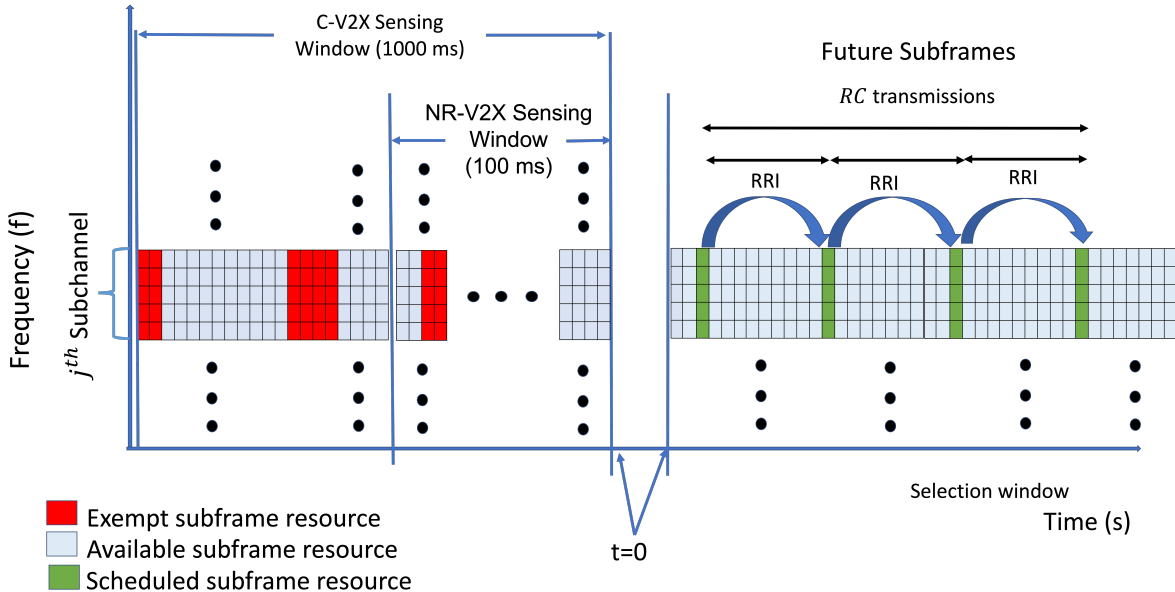 C-V2X Sensing
Window (1000 ms)
NR-V2X Sensing
Window
(100 ms)
Future Subframes
RC transmissions
RRI
RRI
RRI
Frequency (f)
j^th Subchannel
Selection window
Time (s)
t=0
Exempt subframe resource
Available subframe resource
Scheduled subframe resource